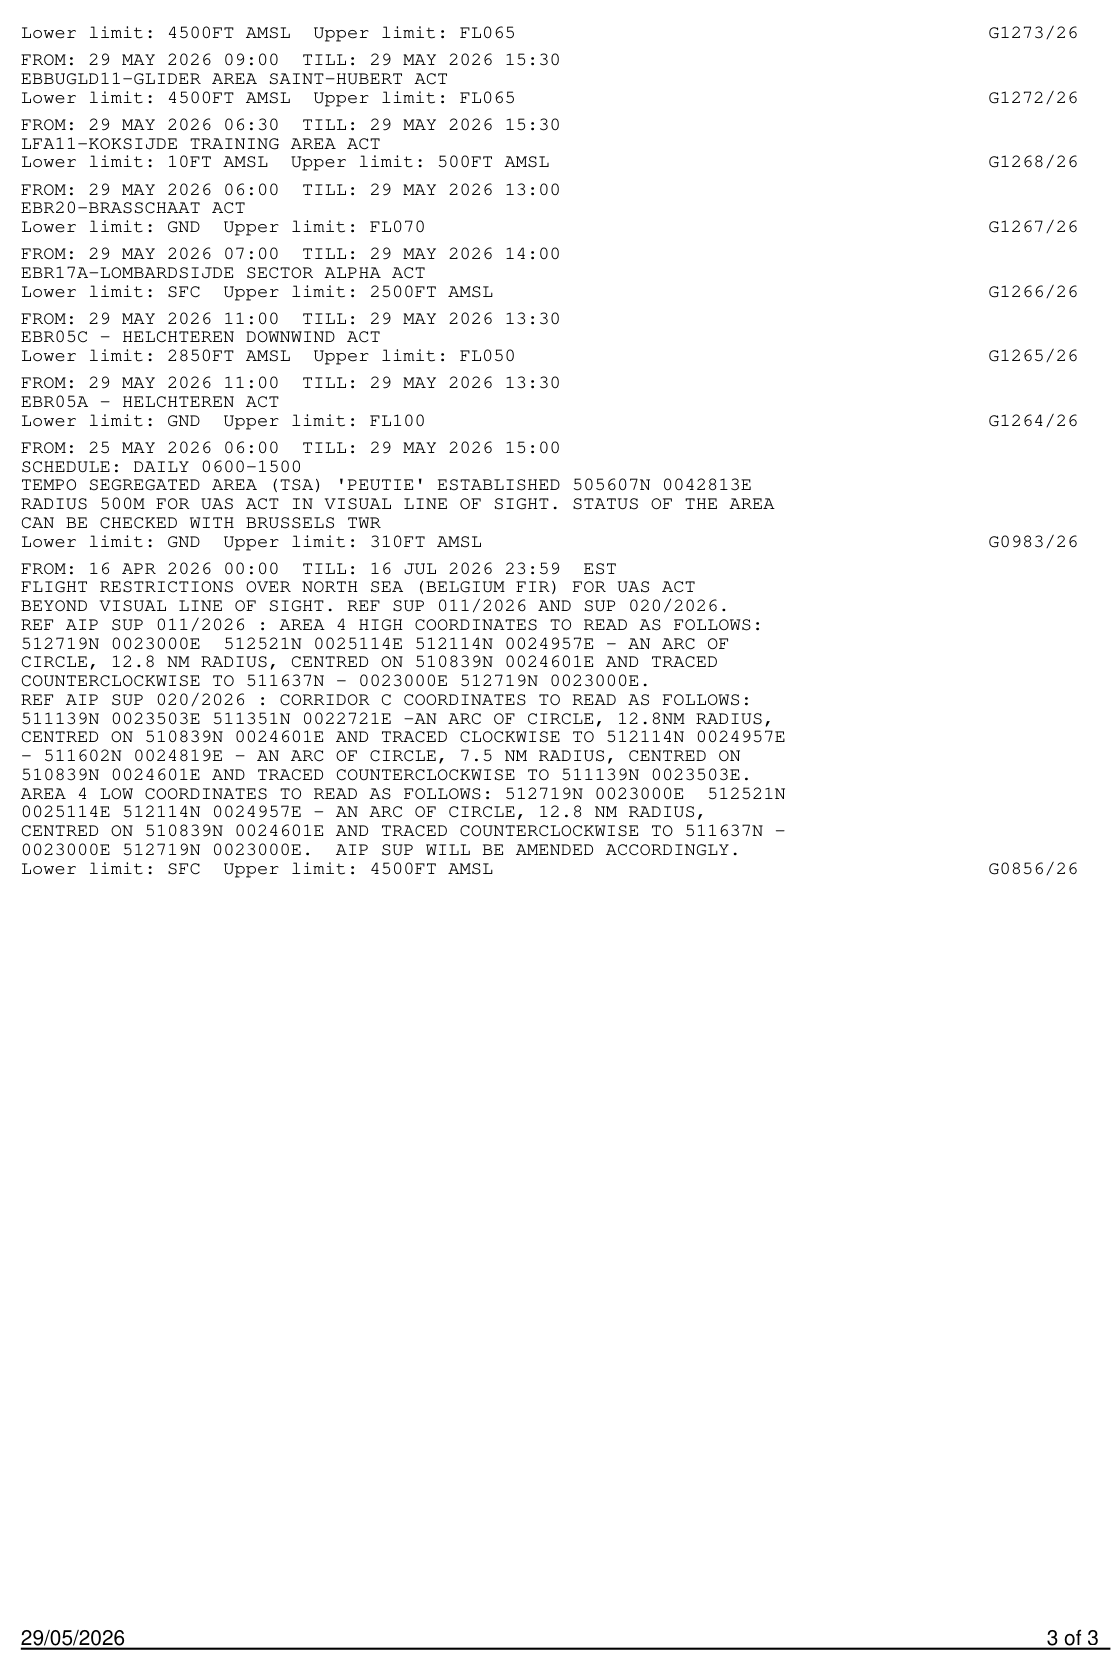 Lower limit: 4500FT AMSL  Upper limit: FL065 G1273/26
FROM: 29 MAY 2026 09:00  TILL: 29 MAY 2026 15:30
EBBUGLD11-GLIDER AREA SAINT-HUBERT ACT
Lower limit: 4500FT AMSL  Upper limit: FL065 G1272/26
FROM: 29 MAY 2026 06:30  TILL: 29 MAY 2026 15:30
LFA11-KOKSIJDE TRAINING AREA ACT
Lower limit: 10FT AMSL  Upper limit: 500FT AMSL G1268/26
FROM: 29 MAY 2026 06:00  TILL: 29 MAY 2026 13:00
EBR20-BRASSCHAAT ACT
Lower limit: GND  Upper limit: FL070 G1267/26
FROM: 29 MAY 2026 07:00  TILL: 29 MAY 2026 14:00
EBR17A-LOMBARDSIJDE SECTOR ALPHA ACT
Lower limit: SFC  Upper limit: 2500FT AMSL G1266/26
FROM: 29 MAY 2026 11:00  TILL: 29 MAY 2026 13:30
EBR05C - HELCHTEREN DOWNWIND ACT
Lower limit: 2850FT AMSL  Upper limit: FL050 G1265/26
FROM: 29 MAY 2026 11:00  TILL: 29 MAY 2026 13:30
EBR05A - HELCHTEREN ACT
Lower limit: GND  Upper limit: FL100 G1264/26
FROM: 25 MAY 2026 06:00  TILL: 29 MAY 2026 15:00
SCHEDULE: DAILY 0600-1500
TEMPO SEGREGATED AREA (TSA) 'PEUTIE' ESTABLISHED 505607N 0042813E
RADIUS 500M FOR UAS ACT IN VISUAL LINE OF SIGHT. STATUS OF THE AREA
CAN BE CHECKED WITH BRUSSELS TWR
Lower limit: GND  Upper limit: 310FT AMSL G0983/26
FROM: 16 APR 2026 00:00  TILL: 16 JUL 2026 23:59  EST
FLIGHT RESTRICTIONS OVER NORTH SEA (BELGIUM FIR) FOR UAS ACT
BEYOND VISUAL LINE OF SIGHT. REF SUP 011/2026 AND SUP 020/2026.
REF AIP SUP 011/2026 : AREA 4 HIGH COORDINATES TO READ AS FOLLOWS:
512719N 0023000E  512521N 0025114E 512114N 0024957E - AN ARC OF
CIRCLE, 12.8 NM RADIUS, CENTRED ON 510839N 0024601E AND TRACED
COUNTERCLOCKWISE TO 511637N - 0023000E 512719N 0023000E.
REF AIP SUP 020/2026 : CORRIDOR C COORDINATES TO READ AS FOLLOWS:
511139N 0023503E 511351N 0022721E -AN ARC OF CIRCLE, 12.8NM RADIUS,
CENTRED ON 510839N 0024601E AND TRACED CLOCKWISE TO 512114N 0024957E
- 511602N 0024819E - AN ARC OF CIRCLE, 7.5 NM RADIUS, CENTRED ON
510839N 0024601E AND TRACED COUNTERCLOCKWISE TO 511139N 0023503E.
AREA 4 LOW COORDINATES TO READ AS FOLLOWS: 512719N 0023000E  512521N
0025114E 512114N 0024957E - AN ARC OF CIRCLE, 12.8 NM RADIUS,
CENTRED ON 510839N 0024601E AND TRACED COUNTERCLOCKWISE TO 511637N -
0023000E 512719N 0023000E.  AIP SUP WILL BE AMENDED ACCORDINGLY.
Lower limit: SFC  Upper limit: 4500FT AMSL G0856/26
29/05/2026 3 of 3